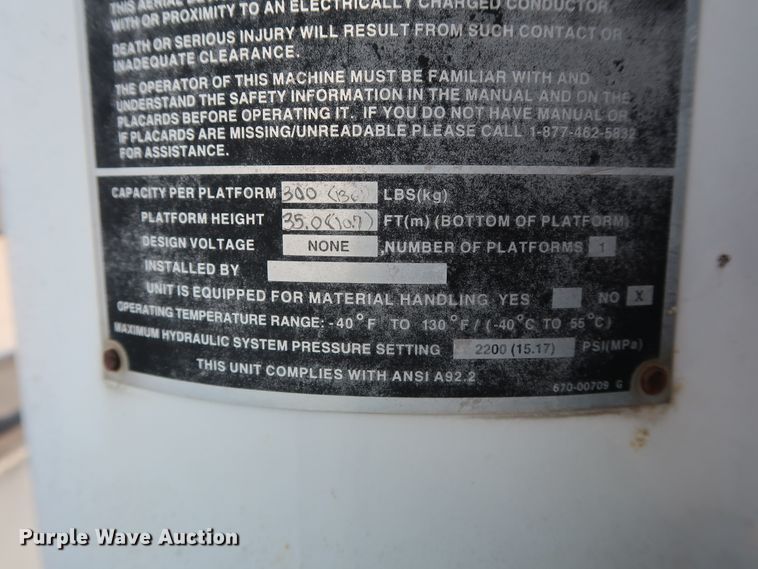 THIS AERIAL
WITH OR PROXIMITY TO AN ELECTRICALLY CHARGED CONDUCTOR.
DEATH OR SERIOUS INJURY WILL RESULT FROM SUCH CONTACT OR
INADEQUATE CLEARANCE.
THE OPERATOR OF THIS MACHINE MUST BE FAMILIAR WITH AND
UNDERSTAND THE SAFETY INFORMATION IN THE MANUAL AND ON THE
PLACARDS BEFORE OPERATING IT. IF YOU DO NOT HAVE MANUAL OR
IF PLACARDS ARE MISSING/UNREADABLE PLEASE CALL 1-877-462-5832
FOR ASSISTANCE.
CAPACITY PER PLATFORM 300 (136) LBS(kg)
PLATFORM HEIGHT 35.0 (10.7) FT(m) (BOTTOM OF PLATFORM)
DESIGN VOLTAGE NONE NUMBER OF PLATFORMS 1
INSTALLED BY
UNIT IS EQUIPPED FOR MATERIAL HANDLING YES NO X
OPERATING TEMPERATURE RANGE: -40°F TO 130°F / (-40°C TO 55°C)
MAXIMUM HYDRAULIC SYSTEM PRESSURE SETTING 2200 (15.17) PSI(MPa)
THIS UNIT COMPLIES WITH ANSI A92.2
670-00709 G
Purple Wave Auction